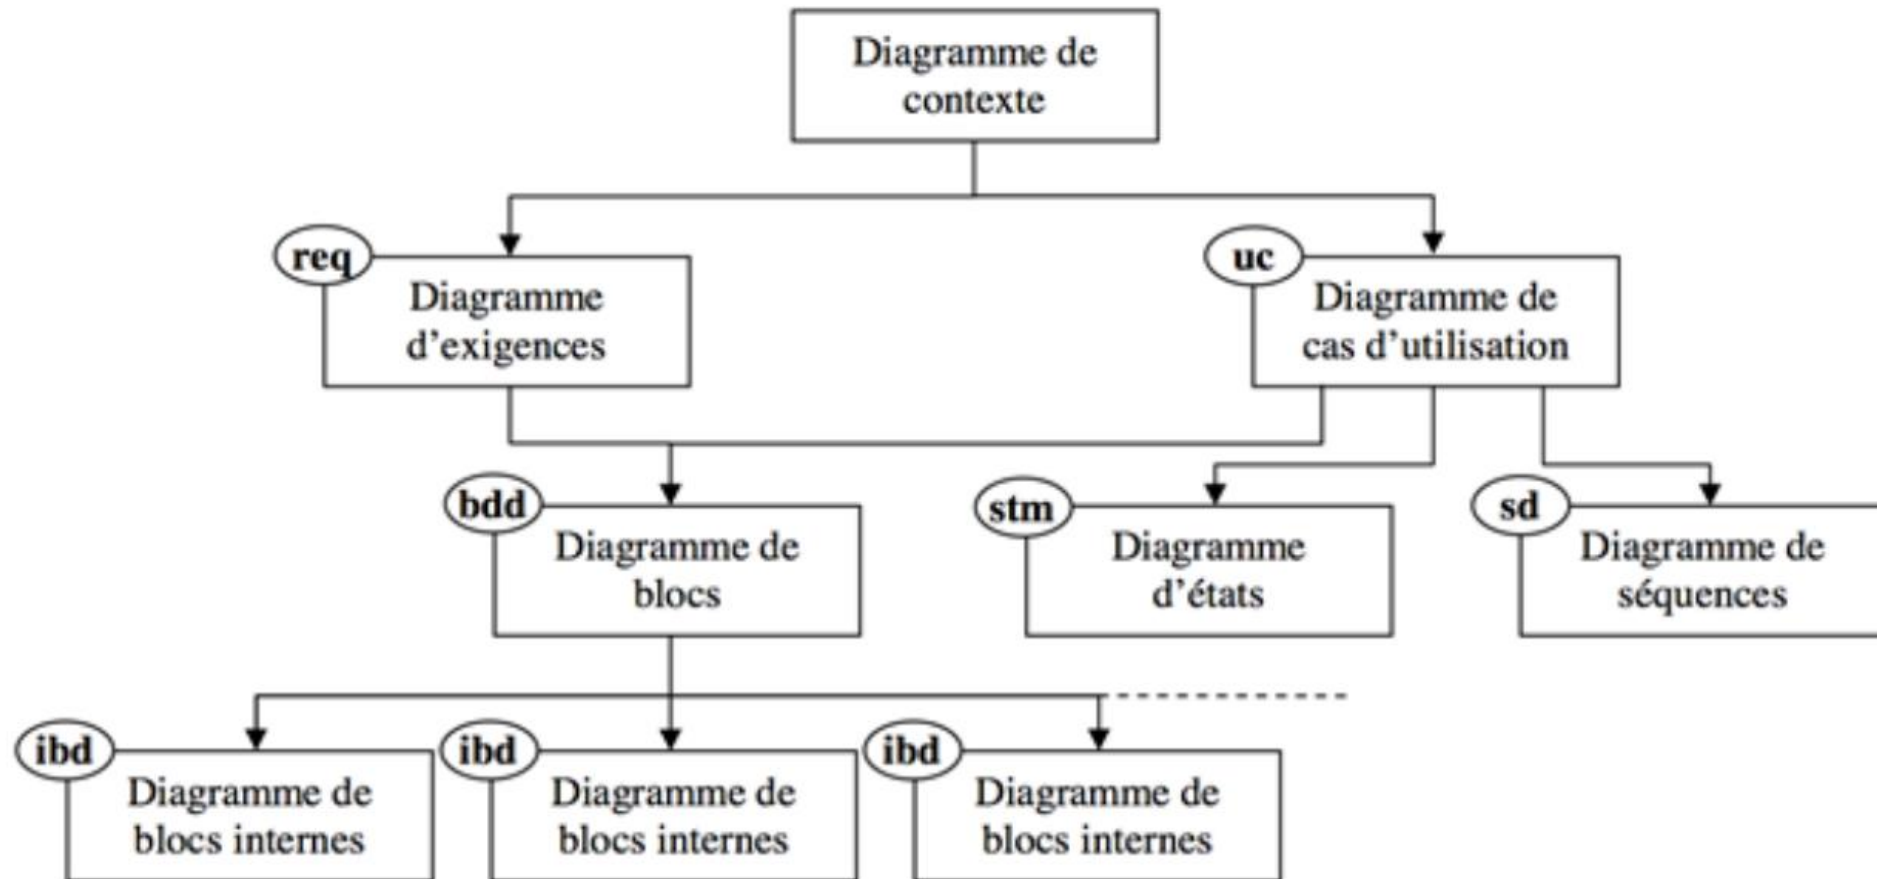 Diagramme de
contexte
req
Diagramme
d'exigences
uc
Diagramme de
cas d'utilisation
bdd
Diagramme de
blocs
stm
Diagramme
d'états
sd
Diagramme de
séquences
ibd
Diagramme de
blocs internes
ibd
Diagramme de
blocs internes
ibd
Diagramme de
blocs internes